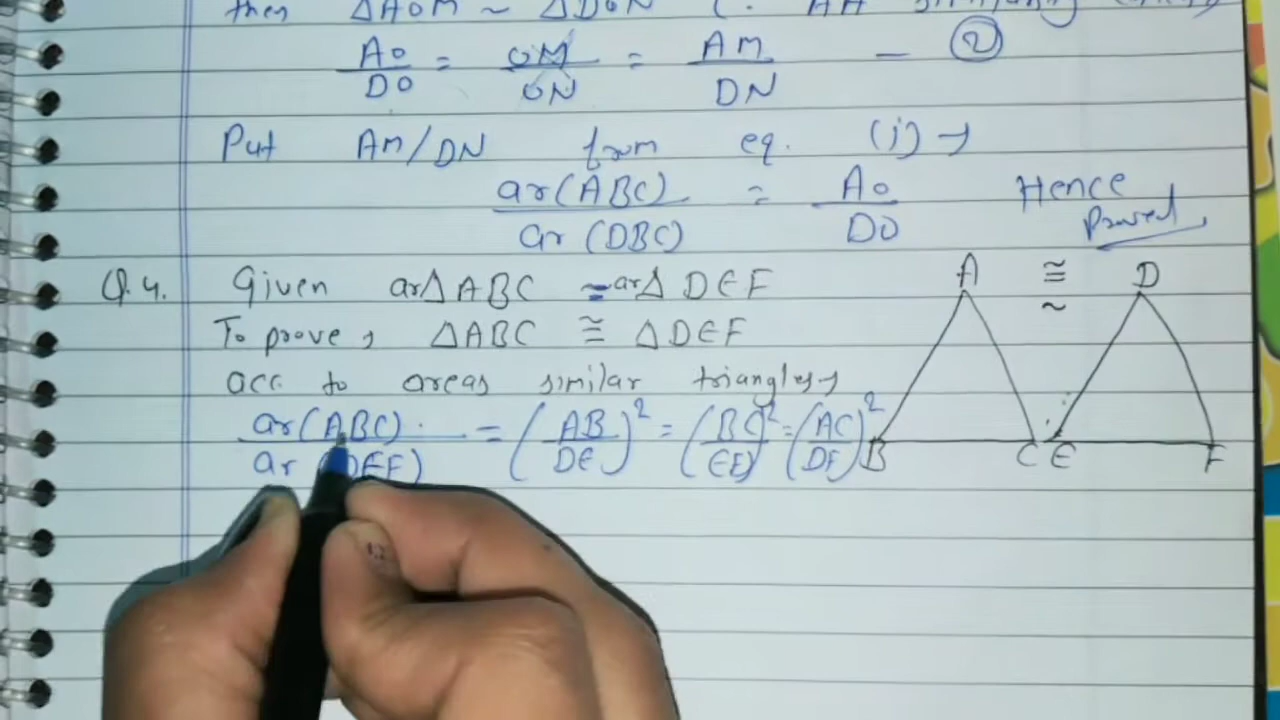 then ΔAOM ~ ΔDON (∵ AA
AO/DO = OM/ON = AM/DN — ②
Put AM/DN from eq. (i) →
ar(ABC)/ar(DBC) = AO/DO Hence Proved
Q.4. Given arΔABC = arΔDEF
To prove, ΔABC ≅ ΔDEF
acc. to areas similar triangles →
ar(ABC)/ar(DEF) = (AB/DE)² = (BC/EF)² = (AC/DF)²
A ≅ D
~
B C E F